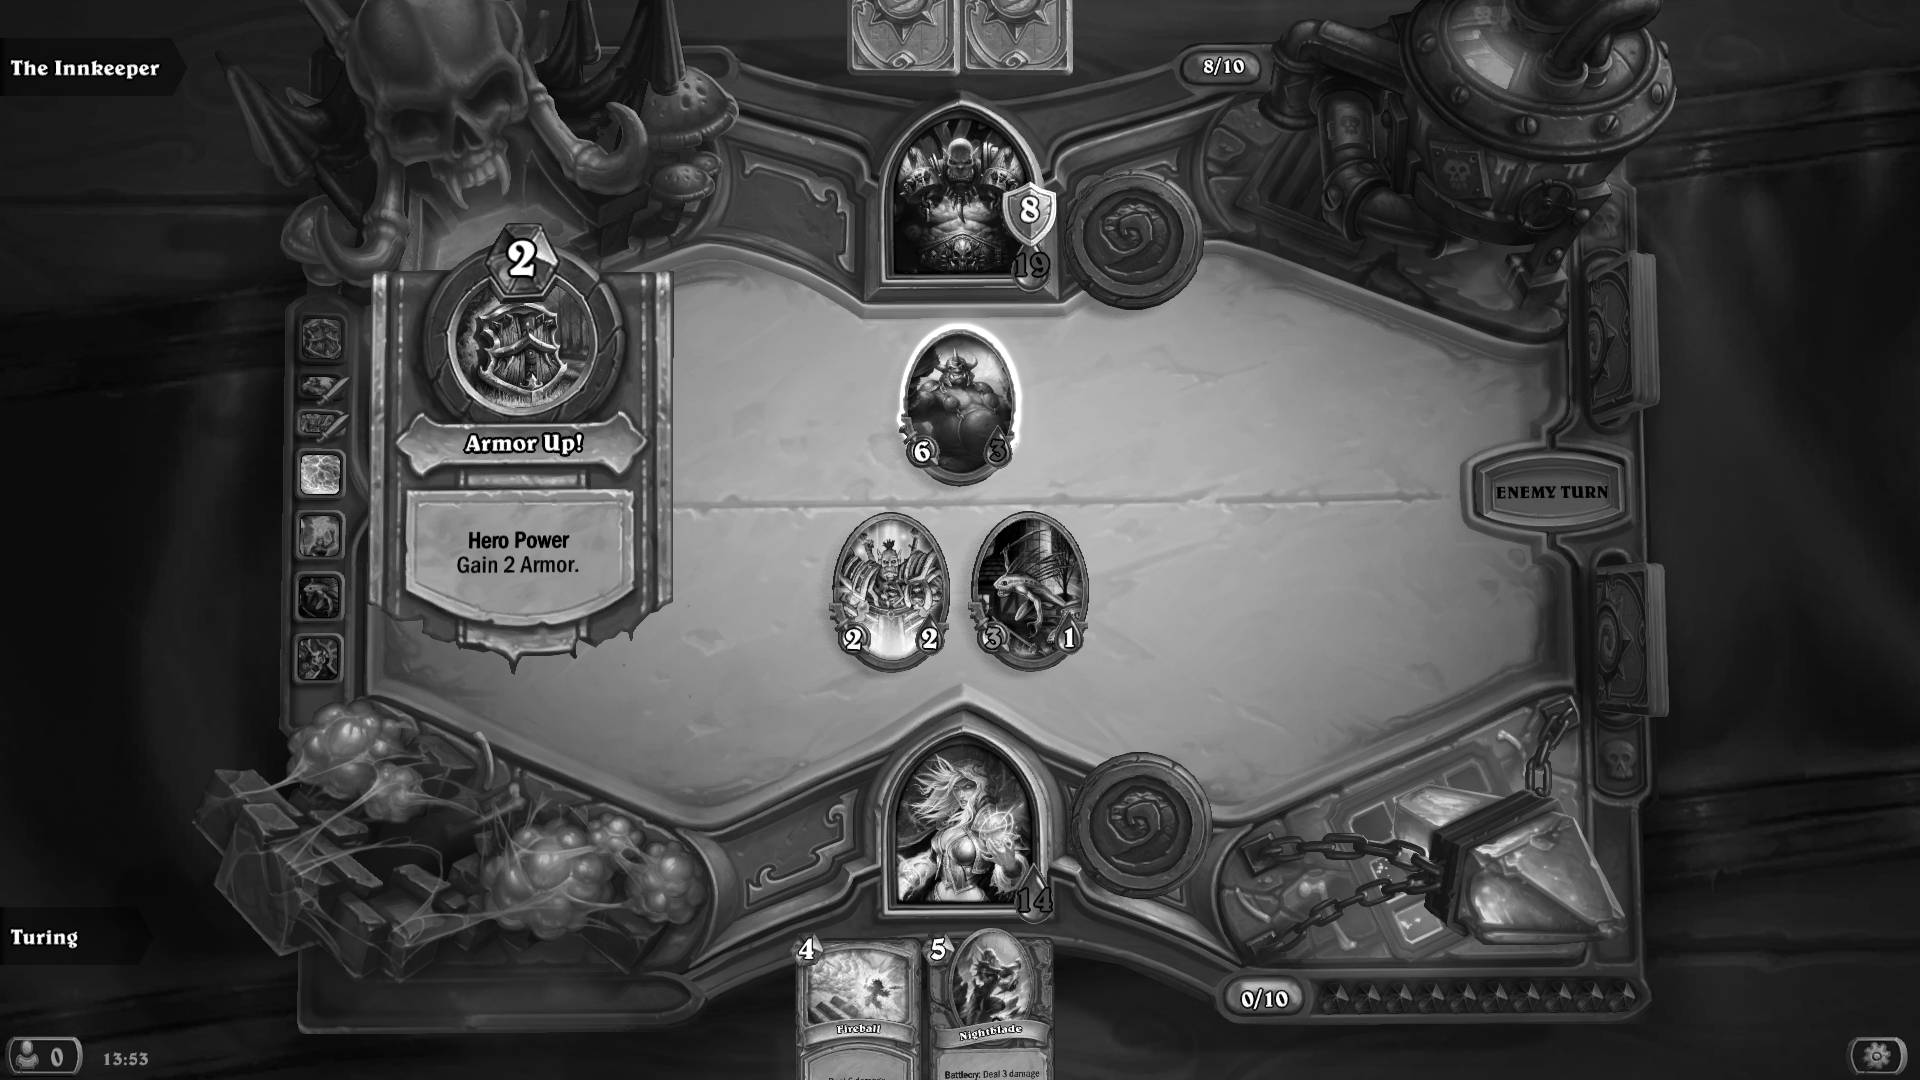 The Innkeeper
8/10
8
19
2
Armor Up!
Hero Power
Gain 2 Armor.
6
3
ENEMY TURN
2
2
3
1
14
Turing
4
5
Fireball
Nightblade
Battlecry: Deal 3 damage
0/10
0
13:53